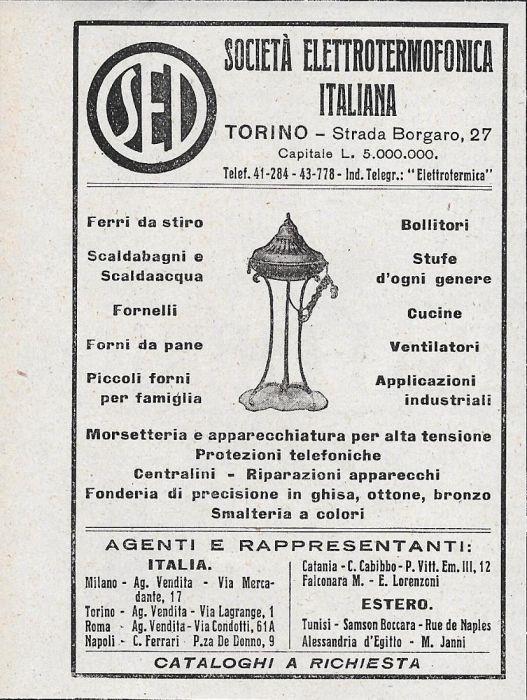 SEI
SOCIETÀ ELETTROTERMOFONICA
ITALIANA
TORINO - Strada Borgaro, 27
Capitale L. 5.000.000.
Telef. 41-284 - 43-778 - Ind. Telegr.: "Elettrotermica"
Ferri da stiro
Scaldabagni e
Scaldaacqua
Fornelli
Forni da pane
Piccoli forni
per famiglia
Bollitori
Stufe
d'ogni genere
Cucine
Ventilatori
Applicazioni
industriali
Morsetteria e apparecchiatura per alta tensione
Protezioni telefoniche
Centralini - Riparazioni apparecchi
Fonderia di precisione in ghisa, ottone, bronzo
Smalteria a colori
AGENTI E RAPPRESENTANTI:
ITALIA.
Milano - Ag. Vendita - Via Merca-
dante, 17
Torino - Ag. Vendita - Via Lagrange, 1
Roma - Ag. Vendita - Via Condotti, 61A
Napoli - C. Ferrari - P.za De Donno, 9
Catania - C. Cabibbo - P. Vitt. Em. III, 12
Falconara M. - E. Lorenzoni
ESTERO.
Tunisi - Samson Boccara - Rue de Naples
Alessandria d'Egitto - M. Janni
CATALOGHI A RICHIESTA